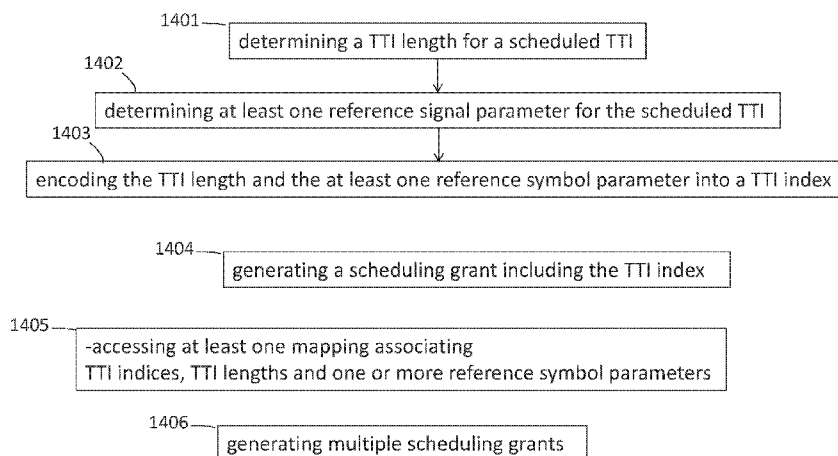 1401
determining a TTI length for a scheduled TTI
1402
determining at least one reference signal parameter for the scheduled TTI
1403
encoding the TTI length and the at least one reference symbol parameter into a TTI index
1404
generating a scheduling grant including the TTI index
1405
-accessing at least one mapping associating
TTI indices, TTI lengths and one or more reference symbol parameters
1406
generating multiple scheduling grants